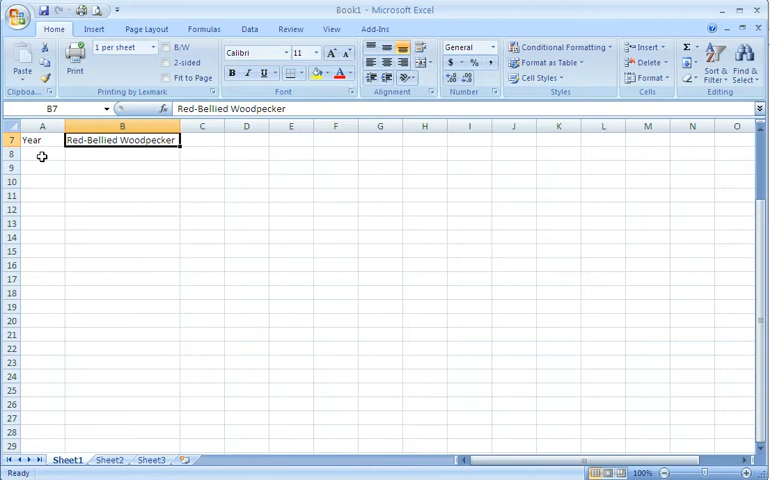 Book1 - Microsoft Excel
Home Insert Page Layout Formulas Data Review View Add-Ins
Paste
Clipboard...
Print
1 per sheet
B/W
2-sided
Fit to Page
Printing by Lexmark
Calibri 11 A A
B I U A
Font
Alignment
General
$ % ,
Number
Conditional Formatting
Format as Table
Cell Styles
Styles
Insert
Delete
Format
Cells
Σ
Sort & Filter
Find & Select
Editing
B7 fx Red-Bellied Woodpecker
A B C D E F G H I J K L M N O
7 Year Red-Bellied Woodpecker
8
9
10
11
12
13
14
15
16
17
18
19
20
21
22
23
24
25
26
27
28
29
Sheet1 Sheet2 Sheet3
Ready 100%